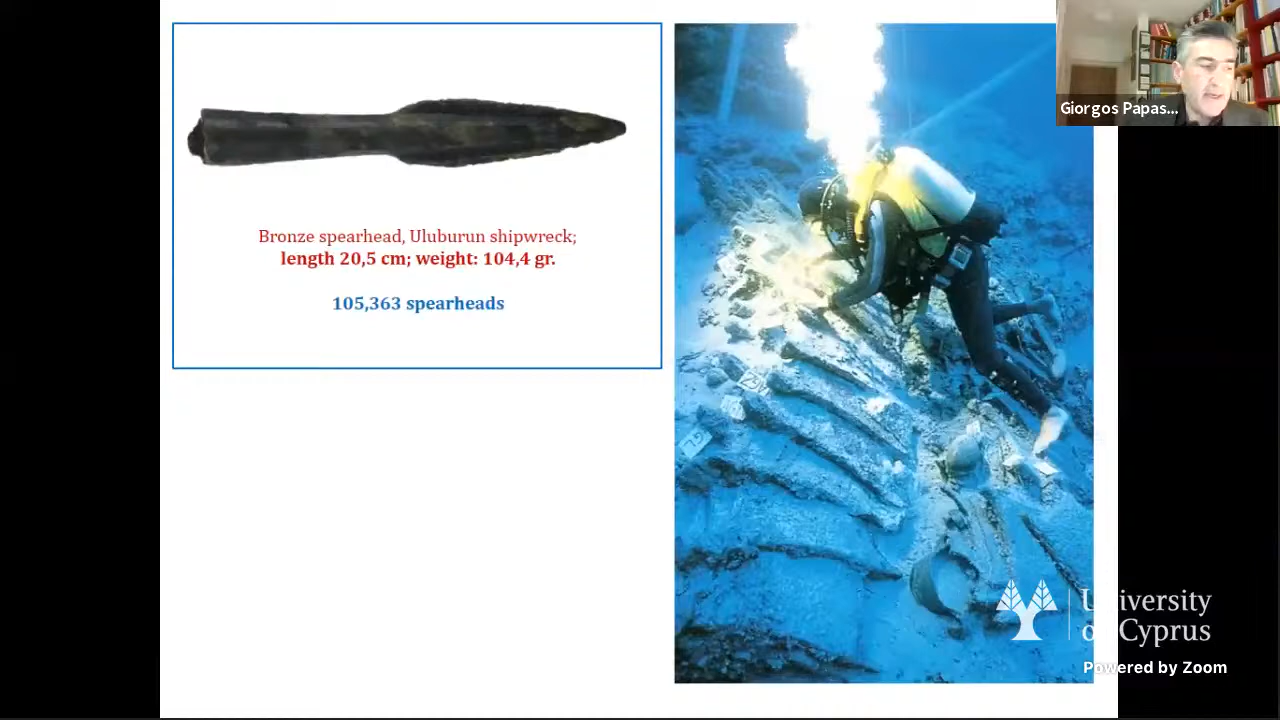 Bronze spearhead, Uluburun shipwreck;
length 20,5 cm; weight: 104,4 gr.
105,363 spearheads
Giorgos Papas...
University
of Cyprus
Powered by Zoom